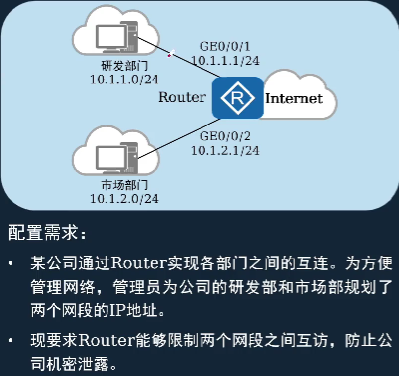 GE0/0/1
10.1.1.1/24
研发部门
10.1.1.0/24
Router
R
Internet
GE0/0/2
10.1.2.1/24
市场部门
10.1.2.0/24
配置需求：
• 某公司通过Router实现各部门之间的互连。为方便
管理网络，管理员为公司的研发部和市场部规划了
两个网段的IP地址。
• 现要求Router能够限制两个网段之间互访，防止公
司机密泄露。